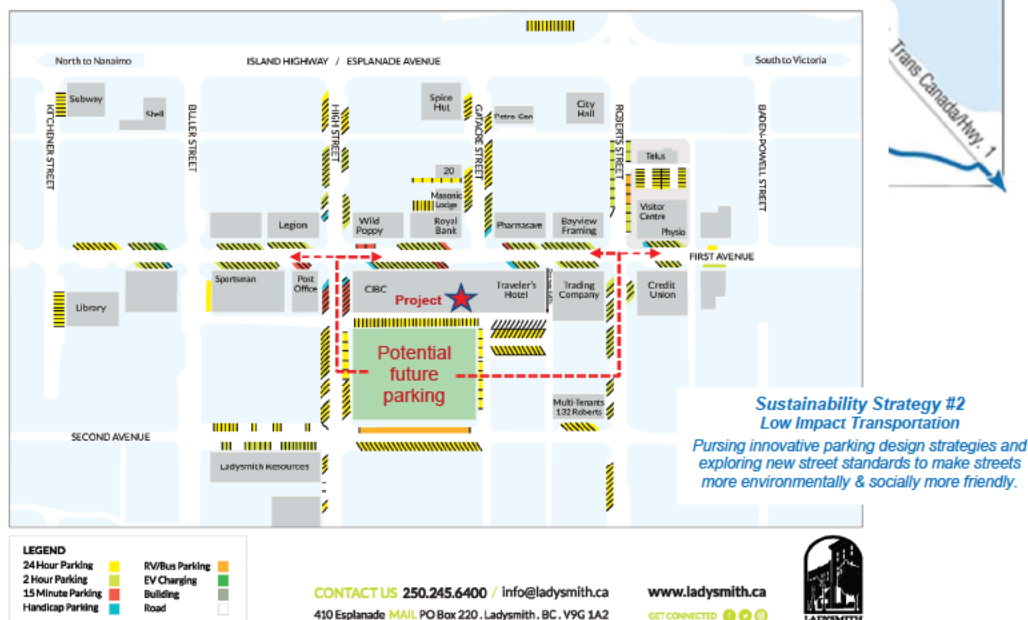 North to Nanaimo
ISLAND HIGHWAY / ESPLANADE AVENUE
South to Victoria
Trans Canada/Hwy. 1
Subway
Shell
Spice
Hut
Petro Can
City
Hall
KITCHENER STREET
BULLER STREET
HIGH STREET
GATACRE STREET
ROBERTS STREET
BADEN-POWELL STREET
Telus
20
Masonic
Lodge
Legion
Wild
Poppy
Royal
Bank
Pharmasave
Bayview
Framing
Visitor
Centre
Physio
FIRST AVENUE
Sportsman
Post
Office
CIBC
Project
Traveler's
Hotel
Trading
Company
Credit
Union
Library
Potential
future
parking
Multi-Tenants
132 Roberts
SECOND AVENUE
Ladysmith Resources
Sustainability Strategy #2
Low Impact Transportation
Pursing innovative parking design strategies and
exploring new street standards to make streets
more environmentally & socially more friendly.
LEGEND
24 Hour Parking
2 Hour Parking
15 Minute Parking
Handicap Parking
RV/Bus Parking
EV Charging
Building
Road
CONTACT US 250.245.6400 / info@ladysmith.ca
410 Esplanade MAIL PO Box 220 . Ladysmith . BC . V9G 1A2
www.ladysmith.ca
GET CONNECTED
LADYSMITH